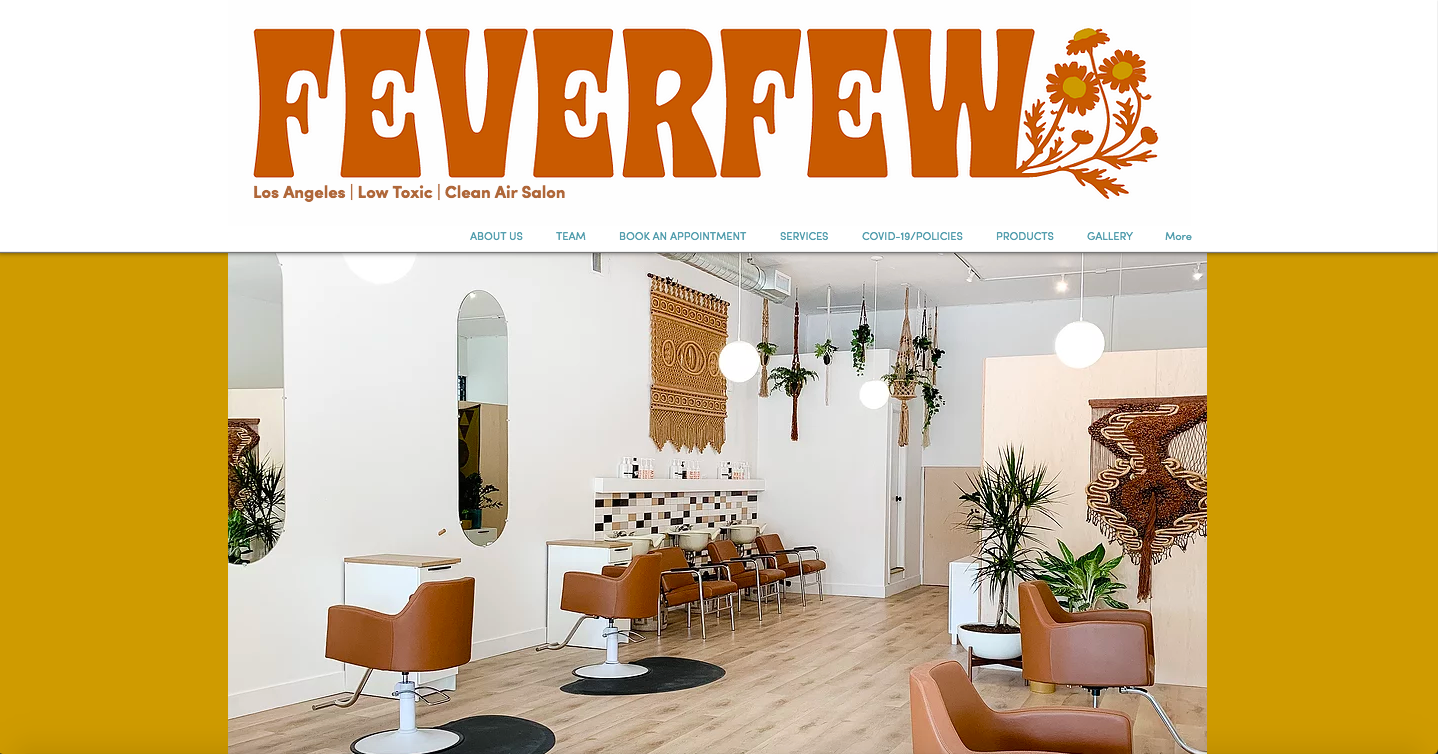 FEVERFEW
Los Angeles | Low Toxic | Clean Air Salon
ABOUT US TEAM BOOK AN APPOINTMENT SERVICES COVID-19/POLICIES PRODUCTS GALLERY More